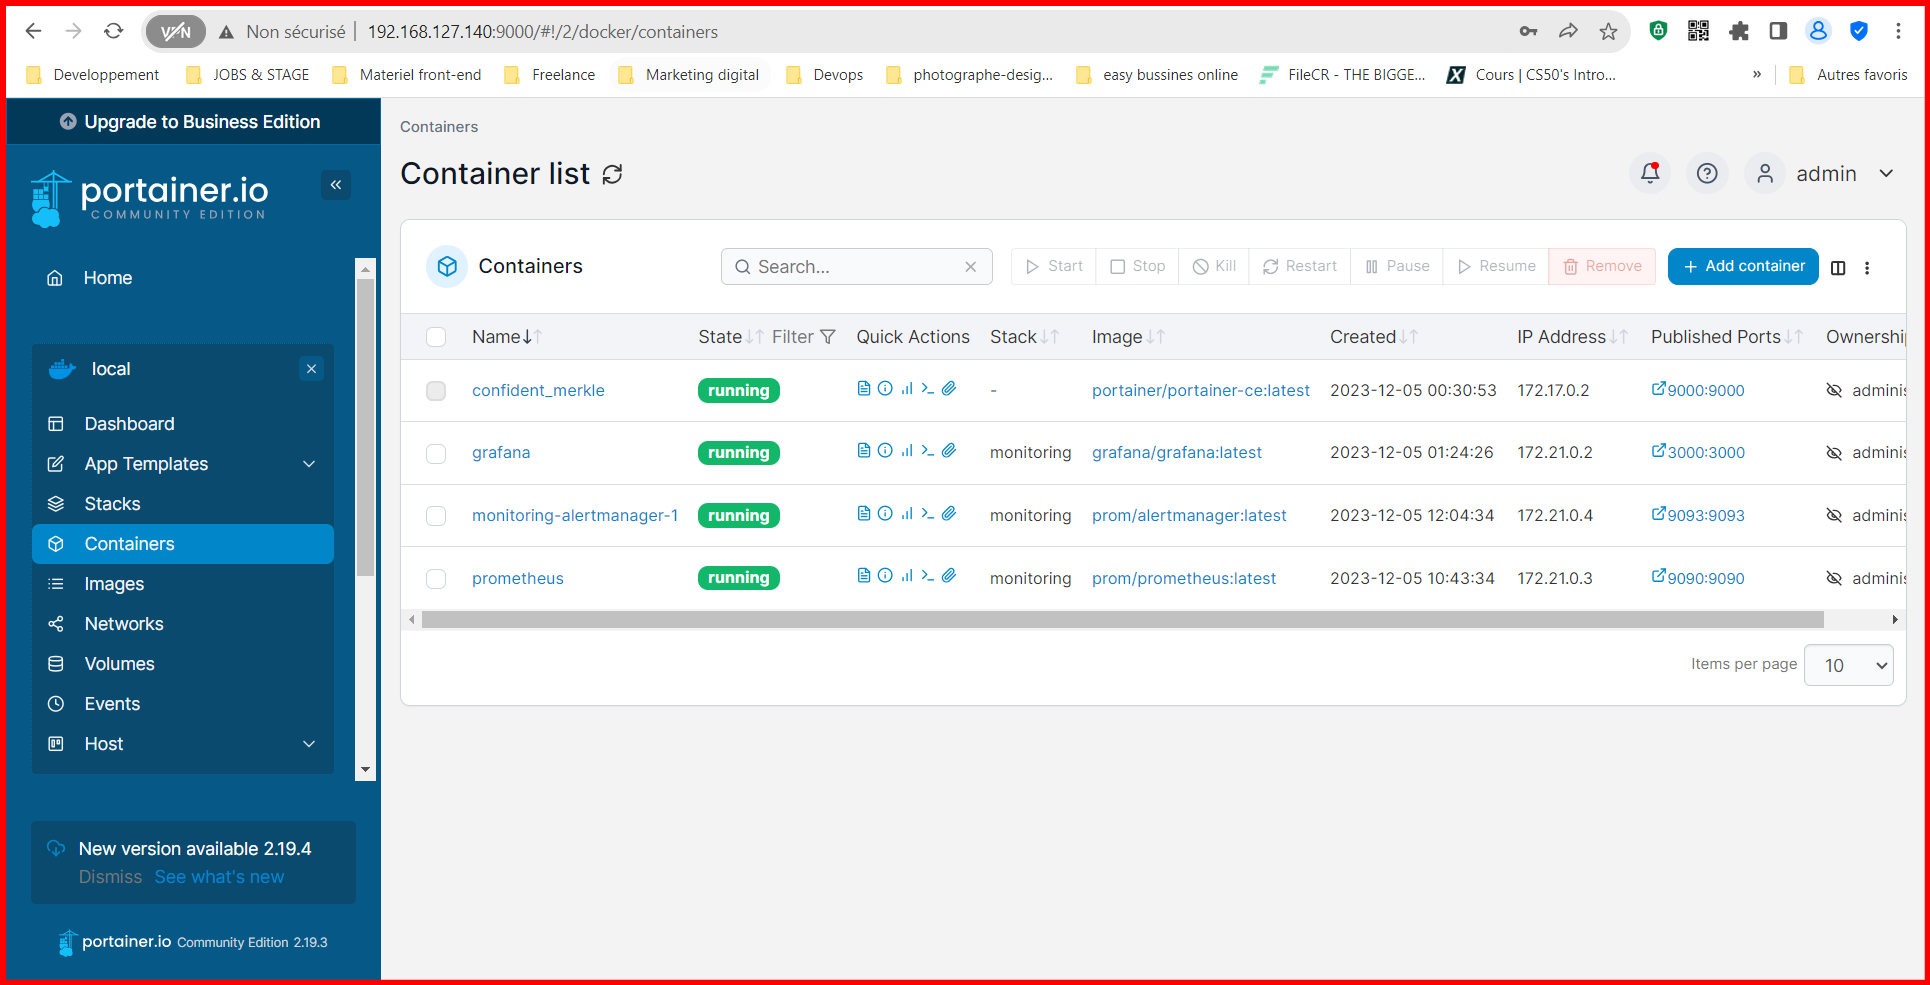 VPN Non sécurisé 192.168.127.140:9000/#!/2/docker/containers
Developpement JOBS & STAGE Materiel front-end Freelance Marketing digital Devops photographe-desig... easy bussines online FileCR - THE BIGGE... Cours | CS50's Intro... » Autres favoris
Upgrade to Business Edition
portainer.io
COMMUNITY EDITION
Home
local
Dashboard
App Templates
Stacks
Containers
Images
Networks
Volumes
Events
Host
New version available 2.19.4
Dismiss See what's new
portainer.io Community Edition 2.19.3
Containers
Container list
admin
Containers Search... Start Stop Kill Restart Pause Resume Remove + Add container
Name State Filter Quick Actions Stack Image Created IP Address Published Ports Ownershi
confident_merkle running - portainer/portainer-ce:latest 2023-12-05 00:30:53 172.17.0.2 9000:9000 adminis
grafana running monitoring grafana/grafana:latest 2023-12-05 01:24:26 172.21.0.2 3000:3000 adminis
monitoring-alertmanager-1 running monitoring prom/alertmanager:latest 2023-12-05 12:04:34 172.21.0.4 9093:9093 adminis
prometheus running monitoring prom/prometheus:latest 2023-12-05 10:43:34 172.21.0.3 9090:9090 adminis
Items per page 10